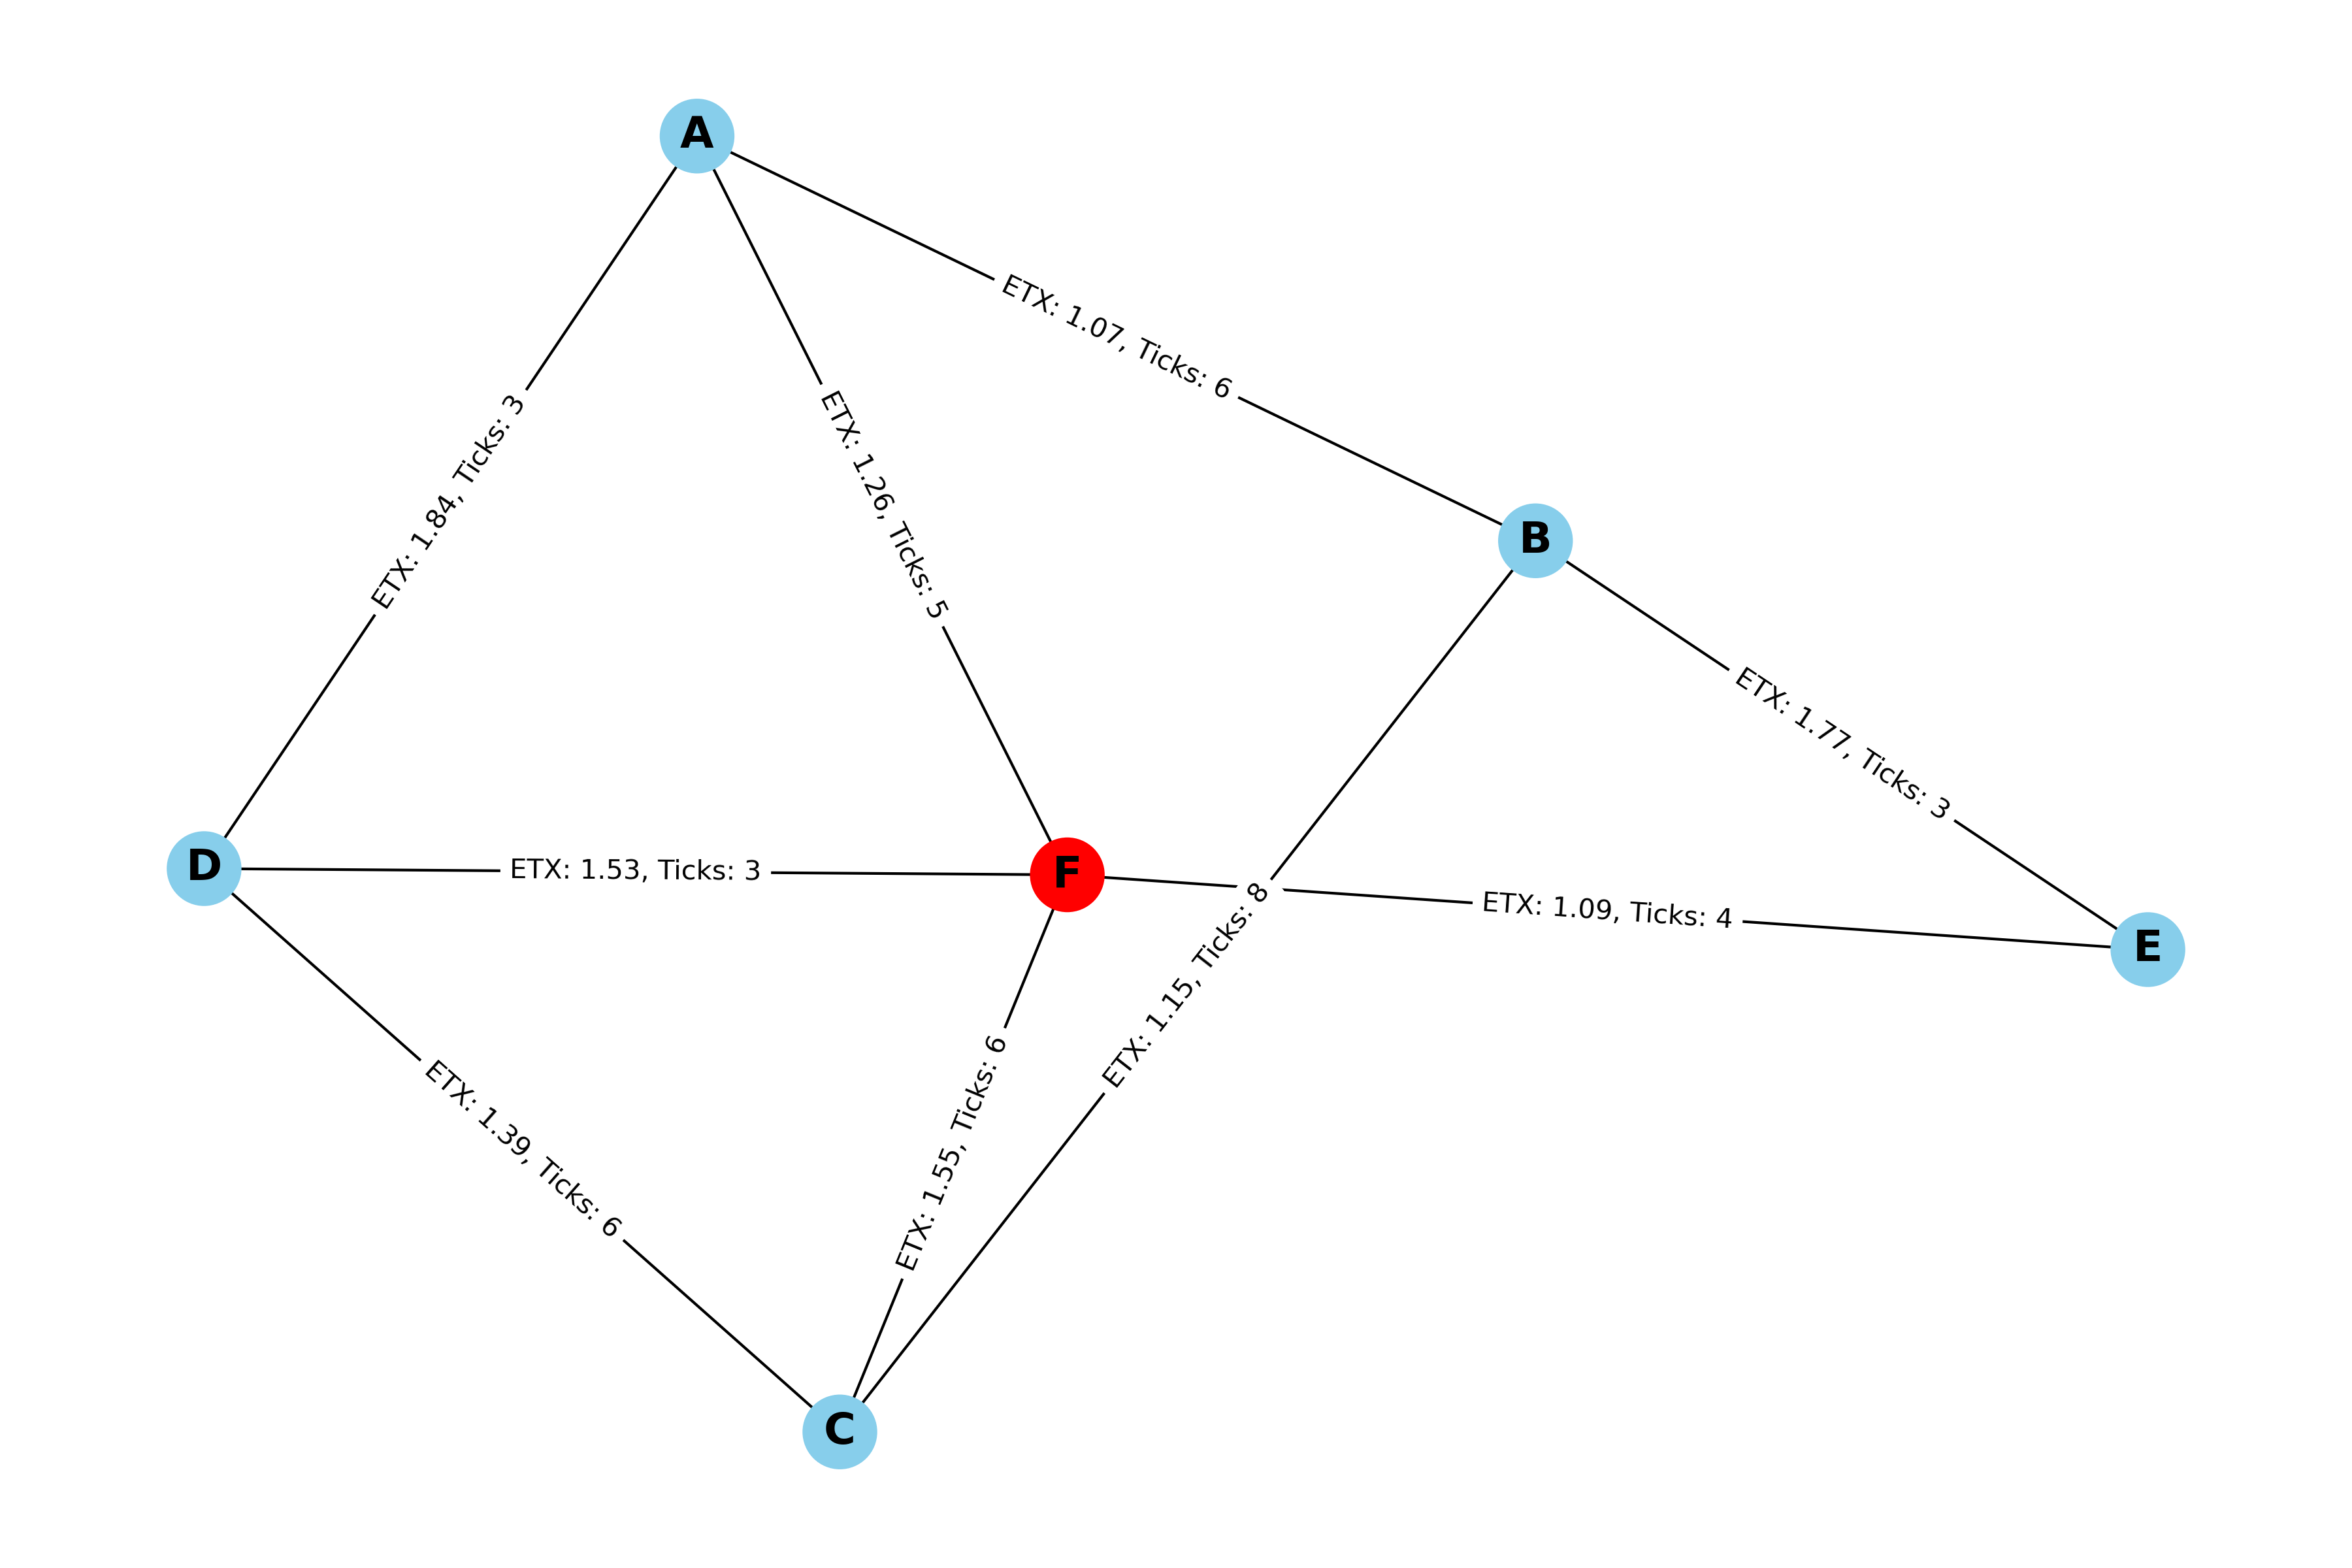 A
ETX: 1.07, Ticks: 6
ETX: 1.84, Ticks: 3
ETX: 1.26, Ticks: 5
B
ETX: 1.77, Ticks: 3
D
ETX: 1.53, Ticks: 3
F
ETX: 1.09, Ticks: 4
E
ETX: 1.15, Ticks: 8
ETX: 1.39, Ticks: 6
ETX: 1.55, Ticks: 6
C